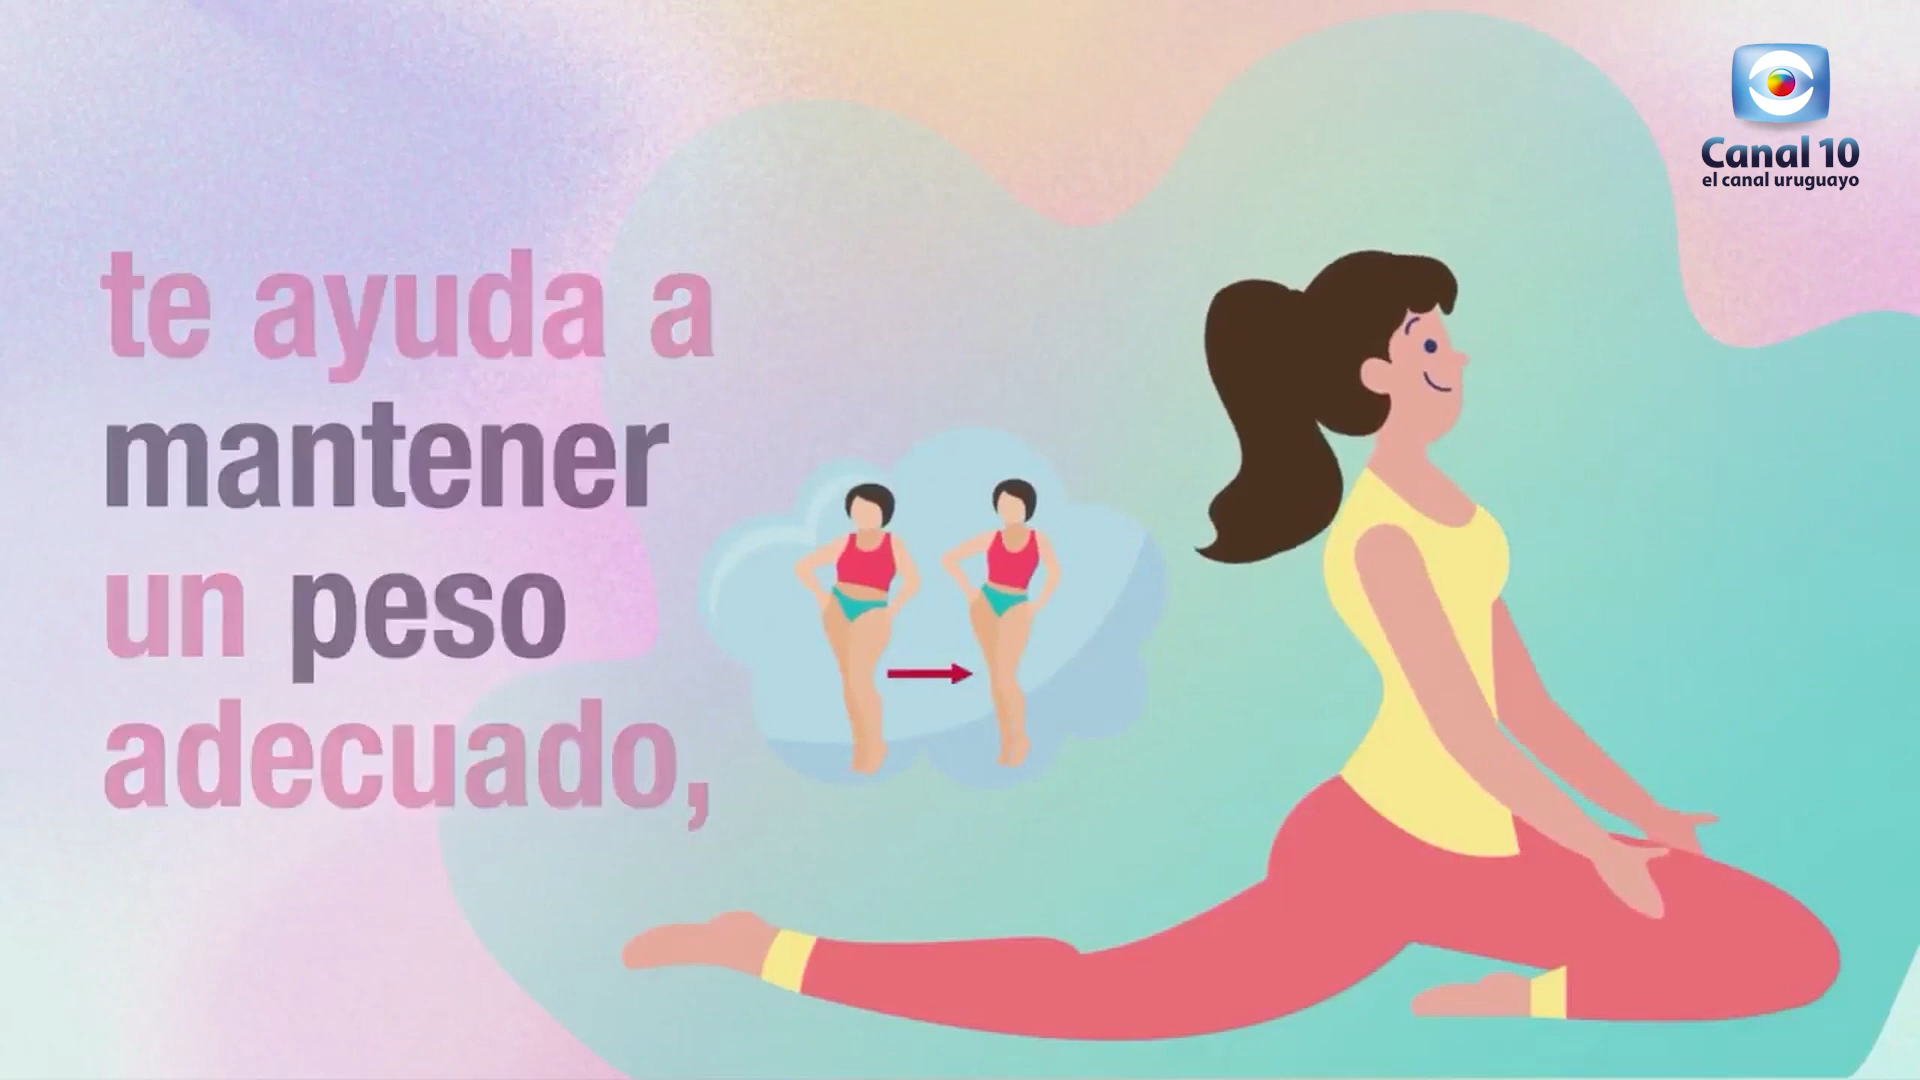 Canal 10
el canal uruguayo
te ayuda a
mantener
un peso
adecuado,